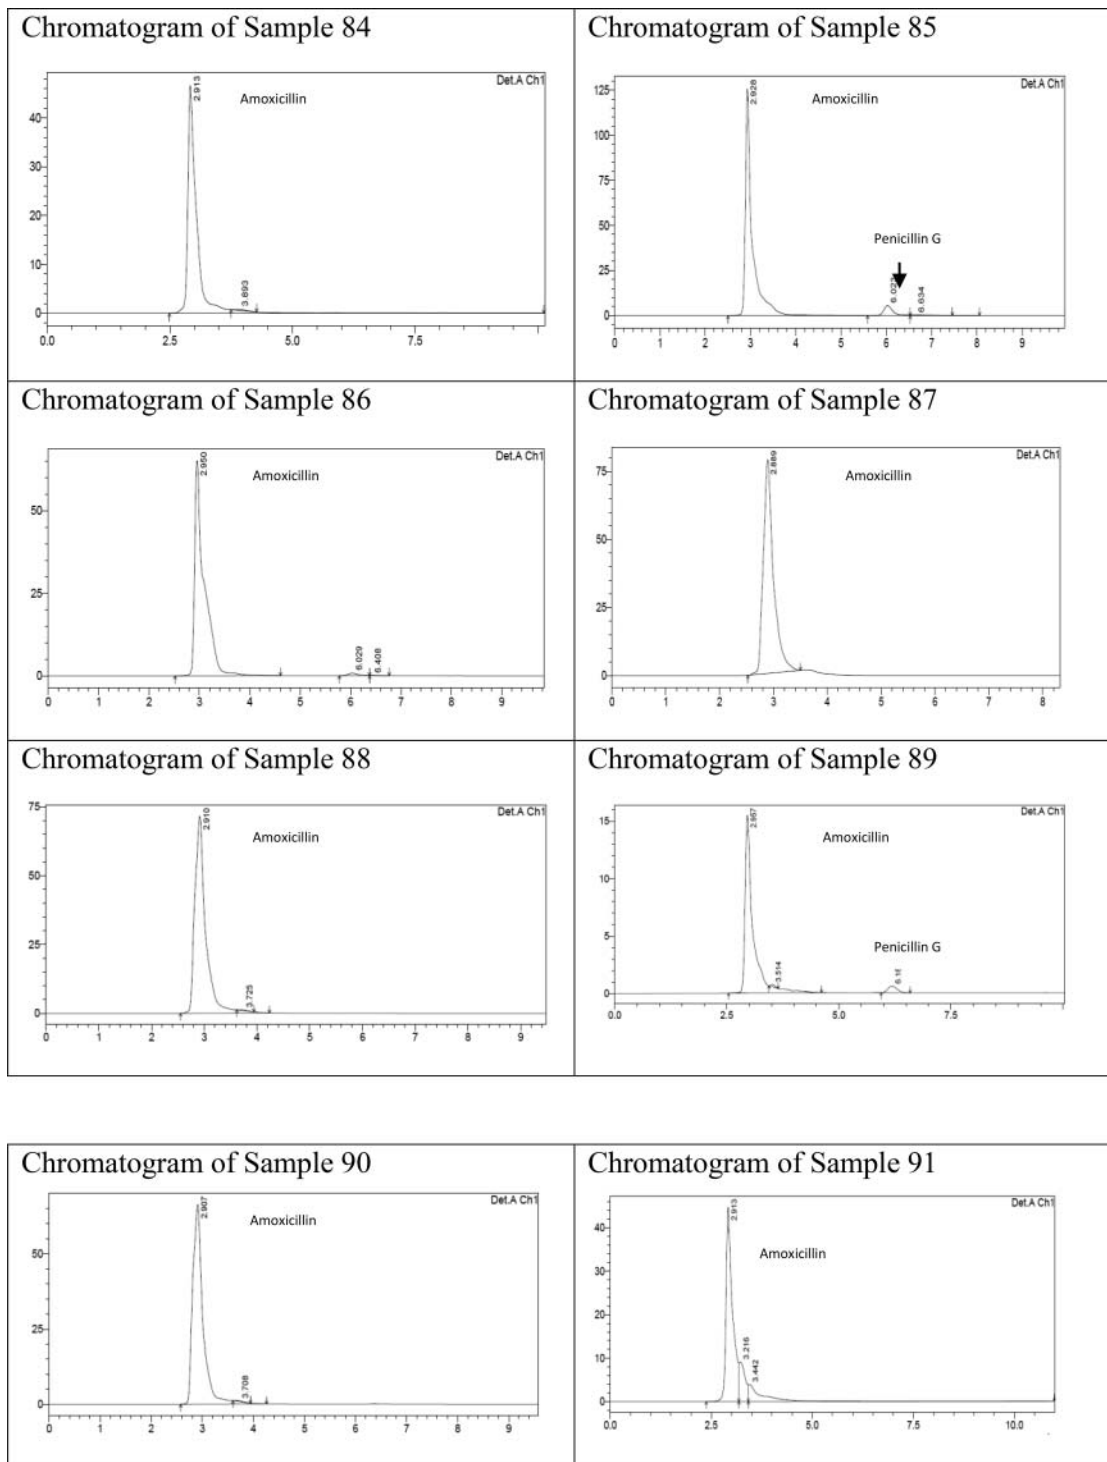 Chromatogram of Sample 84
Det.A Ch1
2.913
Amoxicillin
40
30
20
10
0
3.893
0.0 2.5 5.0 7.5
Chromatogram of Sample 85
Det.A Ch1
125
2.928
Amoxicillin
100
75
50
Penicillin G
25
6.023
6.634
0
1 2 3 4 5 6 7 8 9
Chromatogram of Sample 86
Det.A Ch1
2.950
Amoxicillin
50
25
6.029
6.408
0
0 1 2 3 4 5 6 7 8 9
Chromatogram of Sample 87
Det.A Ch1
75
2.889
Amoxicillin
50
25
0
0 1 2 3 4 5 6 7 8
Chromatogram of Sample 88
75
Det.A Ch1
2.910
Amoxicillin
50
25
3.725
0
0 1 2 3 4 5 6 7 8 9
Chromatogram of Sample 89
Det.A Ch1
15
2.957
Amoxicillin
10
5
Penicillin G
3.514
0
0.0 2.5 5.0 7.5
Chromatogram of Sample 90
Det.A Ch1
2.907
Amoxicillin
50
25
3.708
0
0 1 2 3 4 5 6 7 8 9
Chromatogram of Sample 91
Det.A Ch1
2.913
40
Amoxicillin
30
20
10
3.216
3.442
0
0.0 2.5 5.0 7.5 10.0